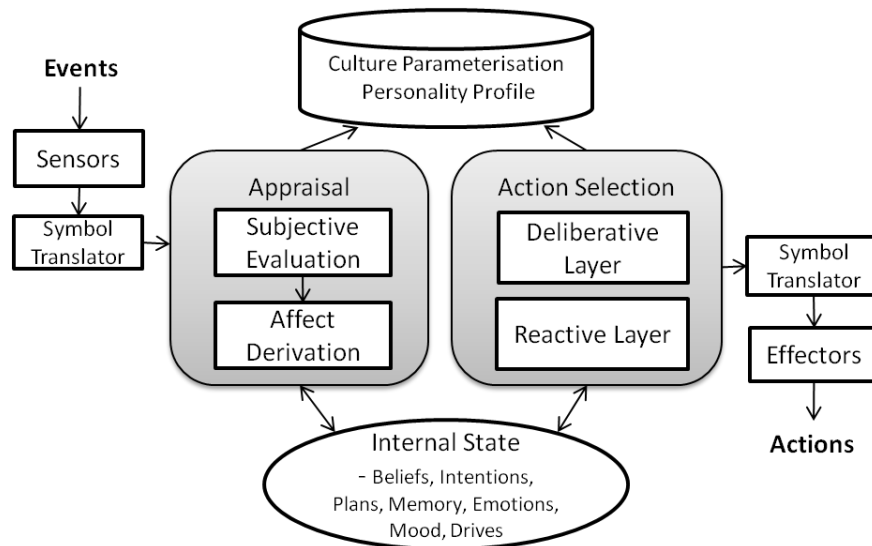 Culture Parameterisation
Personality Profile
Events
Sensors
Symbol
Translator
Appraisal
Subjective
Evaluation
Affect
Derivation
Action Selection
Deliberative
Layer
Reactive Layer
Symbol
Translator
Effectors
Actions
Internal State
- Beliefs, Intentions,
Plans, Memory, Emotions,
Mood, Drives